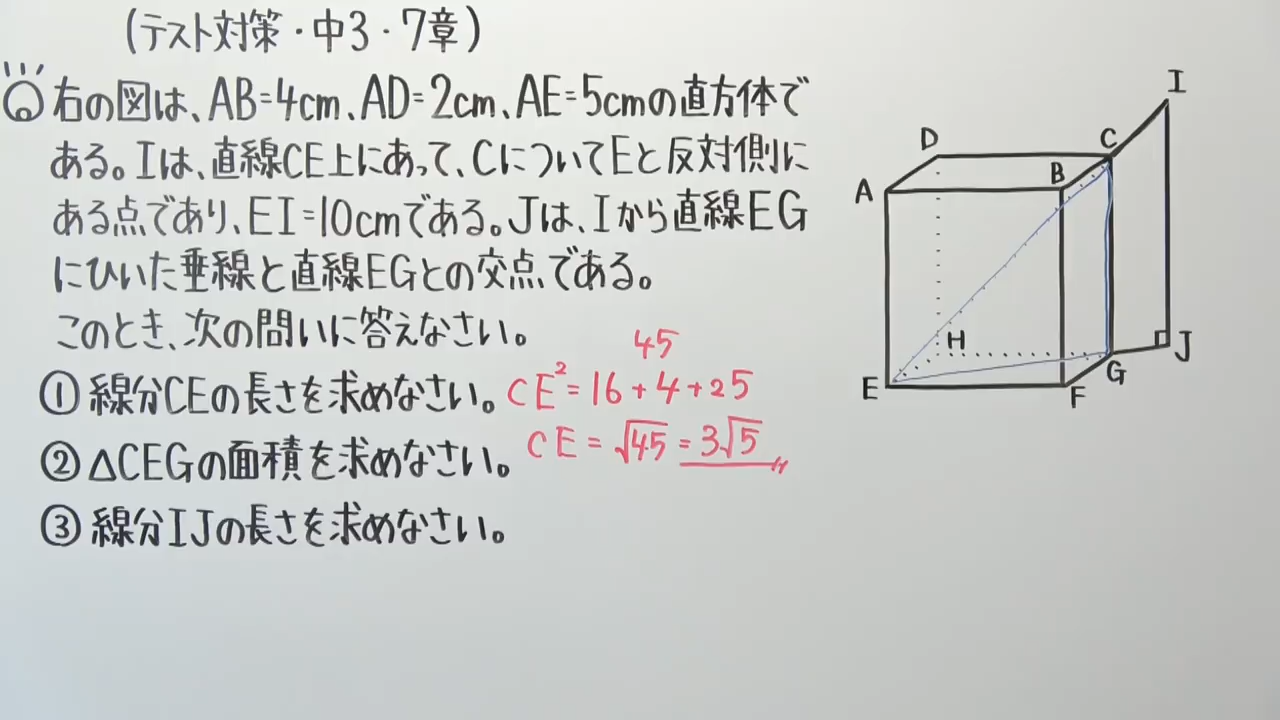 (テスト対策・中3・7章)
右の図は、AB=4cm、AD=2cm、AE=5cmの直方体で
ある。Iは、直線CE上にあって、CについてEと反対側に
ある点であり、EI=10cmである。Jは、Iから直線EG
にひいた垂線と直線EGとの交点である。
このとき、次の問いに答えなさい。
① 線分CEの長さを求めなさい。
45
CE²=16+4+25
CE=√45=3√5
② △CEGの面積を求めなさい。
③ 線分IJの長さを求めなさい。
I
D
C
B
A
H
J
G
E
F